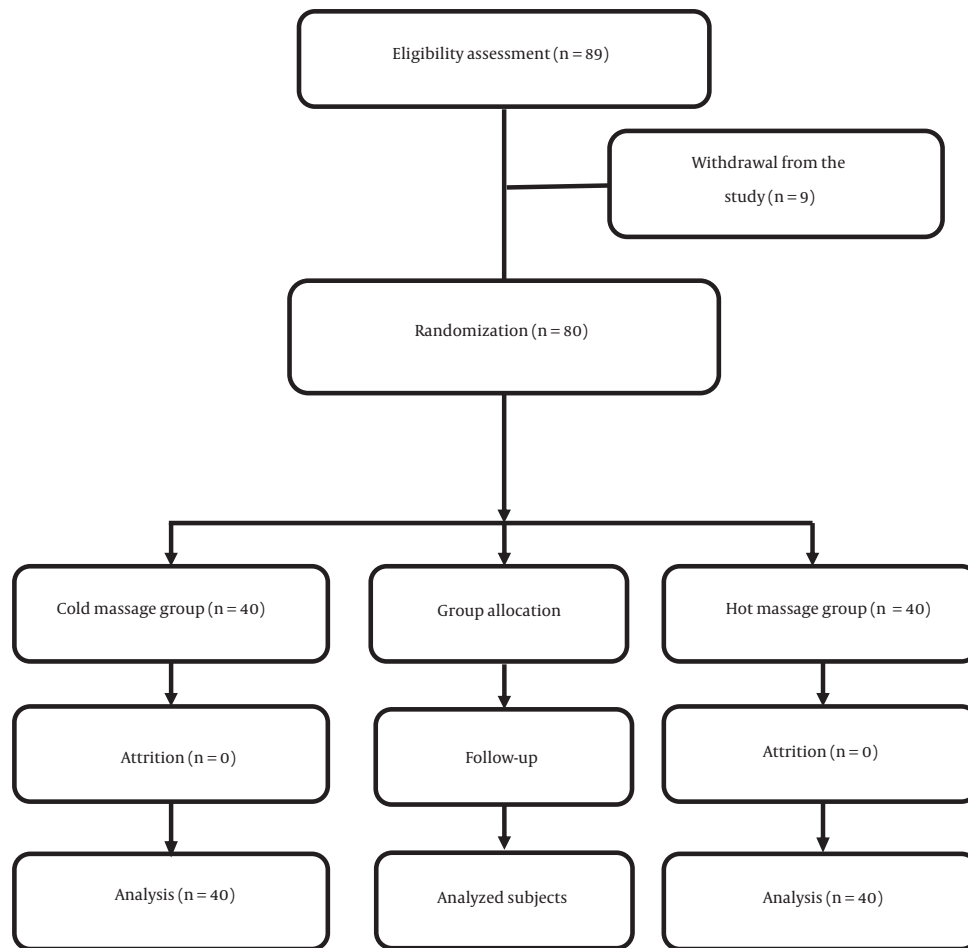 Eligibility assessment (n = 89)
Withdrawal from the
study (n = 9)
Randomization (n = 80)
Cold massage group (n = 40)
Group allocation
Hot massage group (n = 40)
Attrition (n = 0)
Follow-up
Attrition (n = 0)
Analysis (n = 40)
Analyzed subjects
Analysis (n = 40)